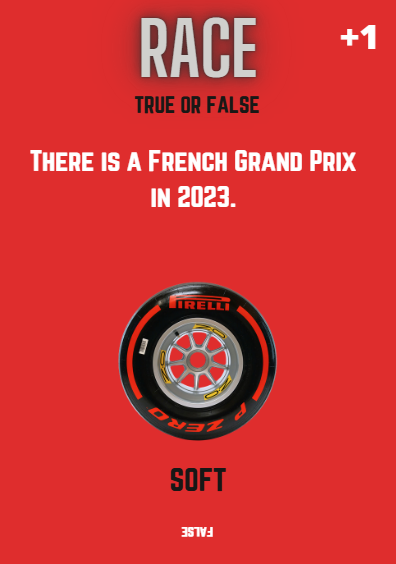 RACE
+1
TRUE OR FALSE
There is a French Grand Prix
in 2023.
PIRELLI
P ZERO
SOFT
FALSE